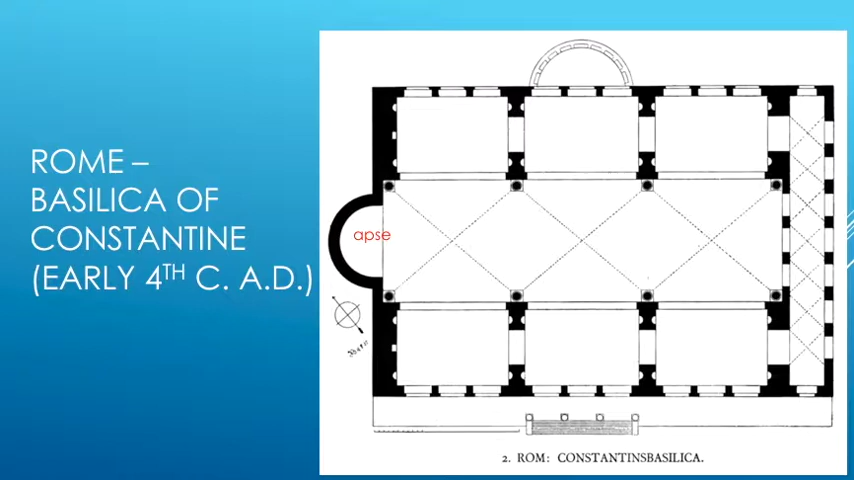 ROME –
BASILICA OF
CONSTANTINE
(EARLY 4TH C. A.D.)
apse
2. ROM: CONSTANTINSBASILICA.